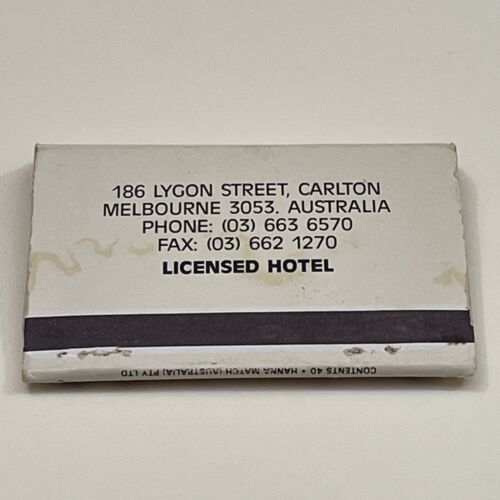 186 LYGON STREET, CARLTON
MELBOURNE 3053. AUSTRALIA
PHONE: (03) 663 6570
FAX: (03) 662 1270
LICENSED HOTEL
CONTENTS 40 • HANNA MATCH (AUSTRALIA) PTY LTD